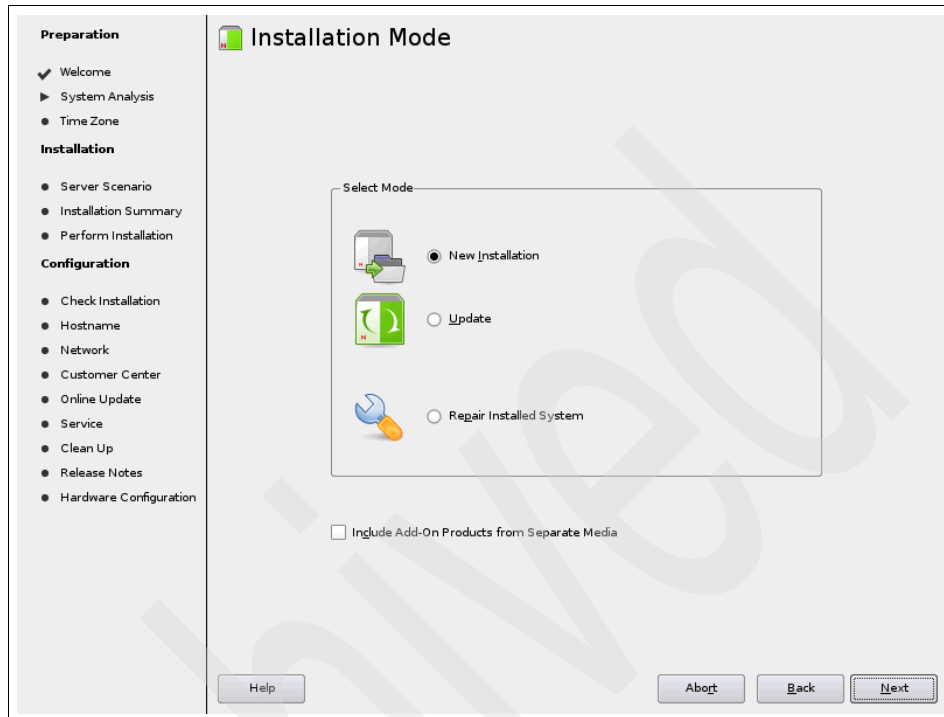 Preparation
Welcome
System Analysis
Time Zone
Installation
Server Scenario
Installation Summary
Perform Installation
Configuration
Check Installation
Hostname
Network
Customer Center
Online Update
Service
Clean Up
Release Notes
Hardware Configuration
Installation Mode
Select Mode
New Installation
Update
Repair Installed System
Include Add-On Products from Separate Media
Help
Abort
Back
Next
hived